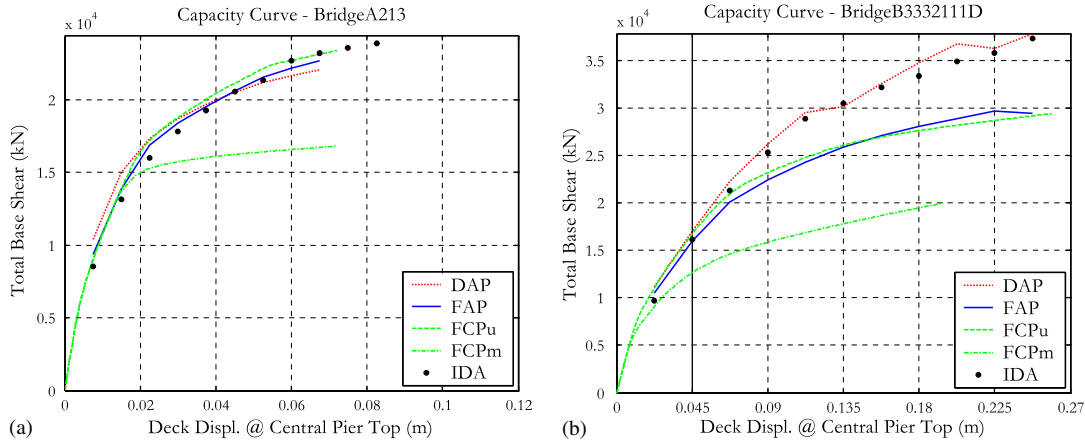 Capacity Curve - BridgeA213
x 10⁴
Total Base Shear (kN)
2
1.5
1
0.5
0
0 0.02 0.04 0.06 0.08 0.1 0.12
Deck Displ. @ Central Pier Top (m)
DAP
FAP
FCPu
FCPm
IDA
(a)
Capacity Curve - BridgeB3332111D
x 10⁴
Total Base Shear (kN)
3.5
3
2.5
2
1.5
1
0.5
0
0 0.045 0.09 0.135 0.18 0.225 0.27
Deck Displ. @ Central Pier Top (m)
DAP
FAP
FCPu
FCPm
IDA
(b)